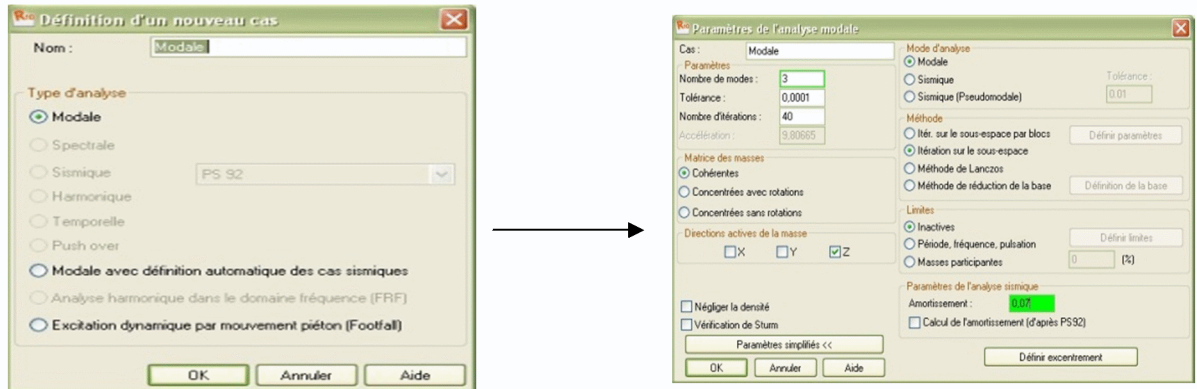 Définition d'un nouveau cas
Nom :
Modale
Type d'analyse
Modale
Spectrale
Sismique
PS 92
Harmonique
Temporelle
Push over
Modale avec définition automatique des cas sismiques
Analyse harmonique dans le domaine fréquence (FRF)
Excitation dynamique par mouvement piéton (Footfall)
OK Annuler Aide
Paramètres de l'analyse modale
Cas : Modale
Paramètres
Nombre de modes : 3
Tolérance : 0,0001
Nombre d'itérations : 40
Accélération : 9.80665
Matrice des masses
Cohérentes
Concentrées avec rotations
Concentrées sans rotations
Directions actives de la masse
X Y Z
Négliger la densité
Vérification de Sturm
Paramètres simplifiés <<
OK Annuler Aide
Mode d'analyse
Modale
Sismique
Tolérance :
Sismique (Pseudomodale)
0.01
Méthode
Itér. sur le sous-espace par blocs
Définir paramètres
Itération sur le sous-espace
Méthode de Lanczos
Méthode de réduction de la base
Définition de la base
Limites
Inactives
Période, fréquence, pulsation
Définir limites
Masses participantes
0 (%)
Paramètres de l'analyse sismique
Amortissement : 0.07
Calcul de l'amortissement (d'après PS92)
Définir excentrement